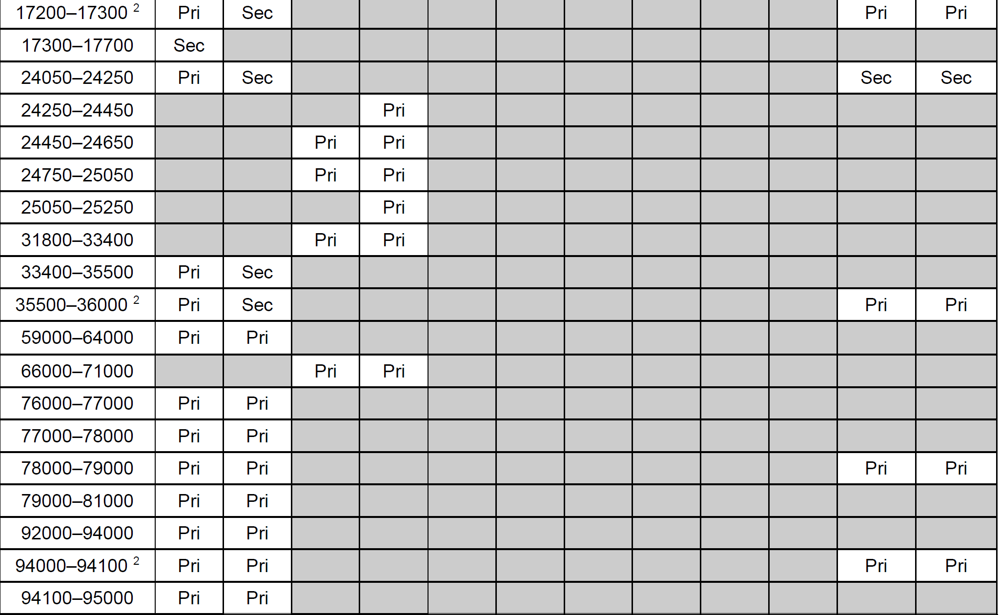 17200–17300 2 Pri Sec Pri Pri
17300–17700 Sec
24050–24250 Pri Sec Sec Sec
24250–24450 Pri
24450–24650 Pri Pri
24750–25050 Pri Pri
25050–25250 Pri
31800–33400 Pri Pri
33400–35500 Pri Sec
35500–36000 2 Pri Sec Pri Pri
59000–64000 Pri Pri
66000–71000 Pri Pri
76000–77000 Pri Pri
77000–78000 Pri Pri
78000–79000 Pri Pri Pri Pri
79000–81000 Pri Pri
92000–94000 Pri Pri
94000–94100 2 Pri Pri Pri Pri
94100–95000 Pri Pri